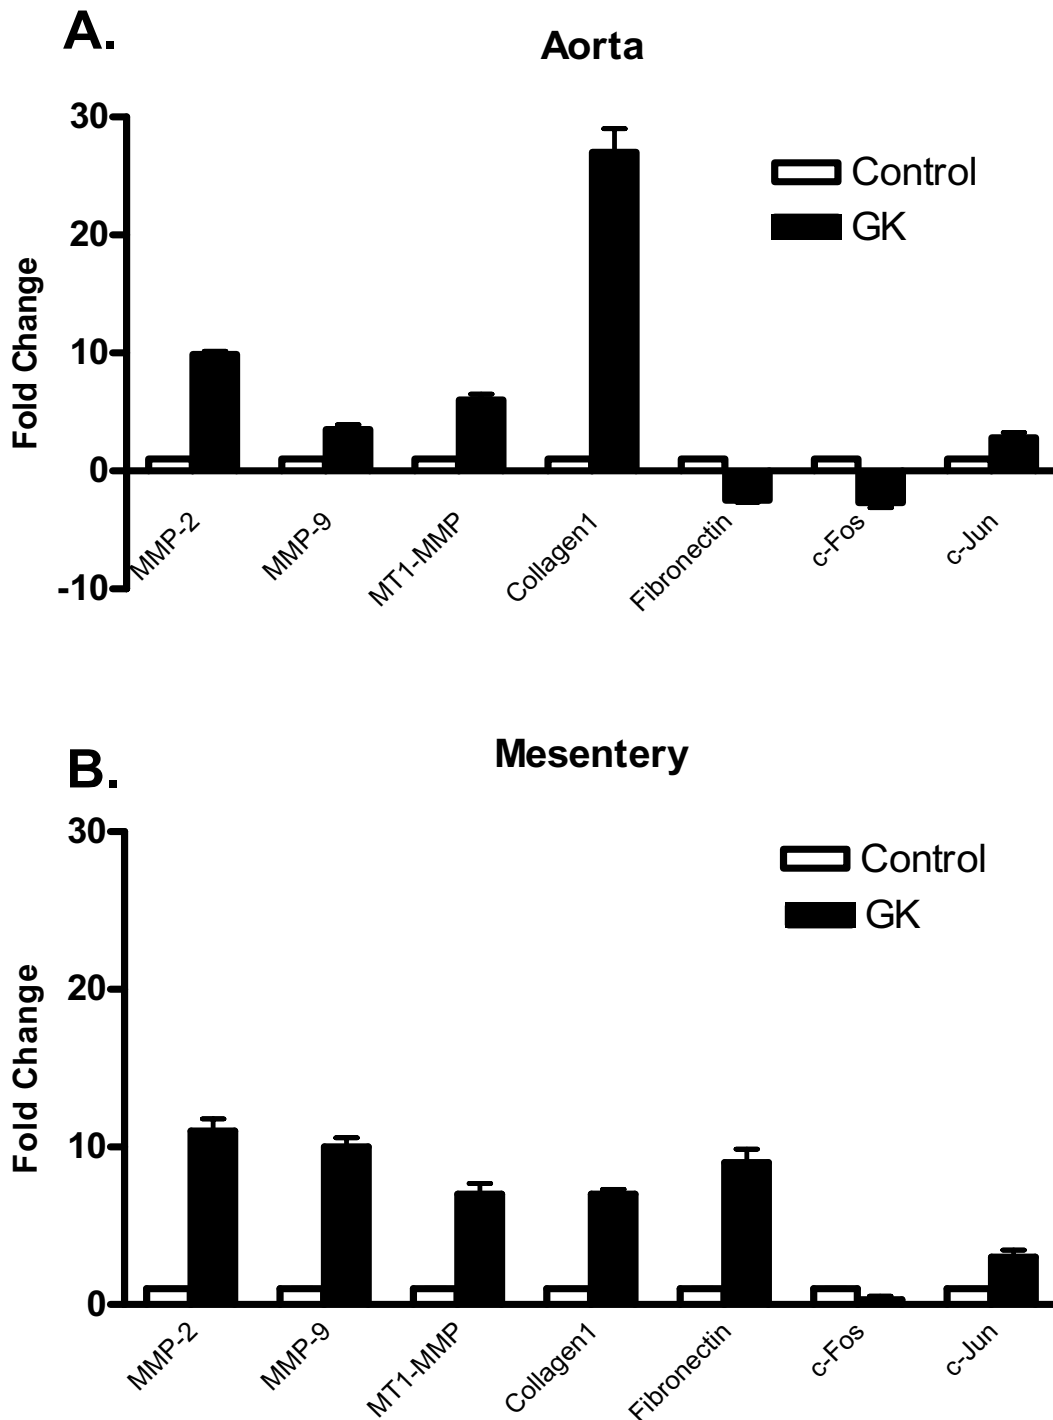 A.
Aorta
30
20
10
0
-10
Fold Change
Control
GK
MMP-2
MMP-9
MT1-MMP
Collagen1
Fibronectin
c-Fos
c-Jun
B.
Mesentery
30
20
10
0
Fold Change
Control
GK
MMP-2
MMP-9
MT1-MMP
Collagen1
Fibronectin
c-Fos
c-Jun